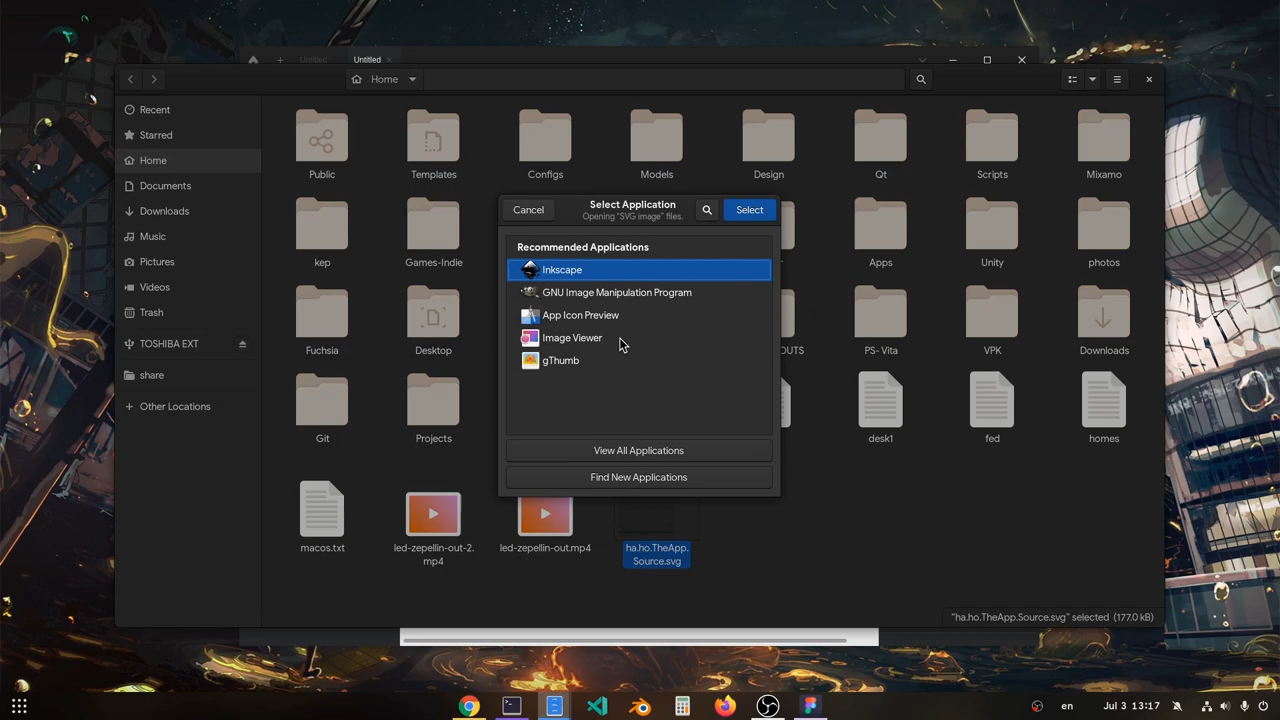 Untitled
Untitled
Home
Recent
Starred
Home
Documents
Downloads
Music
Pictures
Videos
Trash
TOSHIBA EXT
share
Other Locations
Public
Templates
Configs
Models
Design
Qt
Scripts
Mixamo
kep
Games-Indie
Apps
Unity
photos
Fuchsia
Desktop
OUTS
PS-Vita
VPK
Downloads
Git
Projects
desk1
fed
homes
macos.txt
led-zepellin-out-2.
mp4
led-zepellin-out.mp4
ha.ho.TheApp.
Source.svg
Cancel
Select Application
Opening "SVG image" files.
Select
Recommended Applications
Inkscape
GNU Image Manipulation Program
App Icon Preview
Image Viewer
gThumb
View All Applications
Find New Applications
"ha.ho.TheApp.Source.svg" selected (177.0 kB)
en
Jul 3 13:17